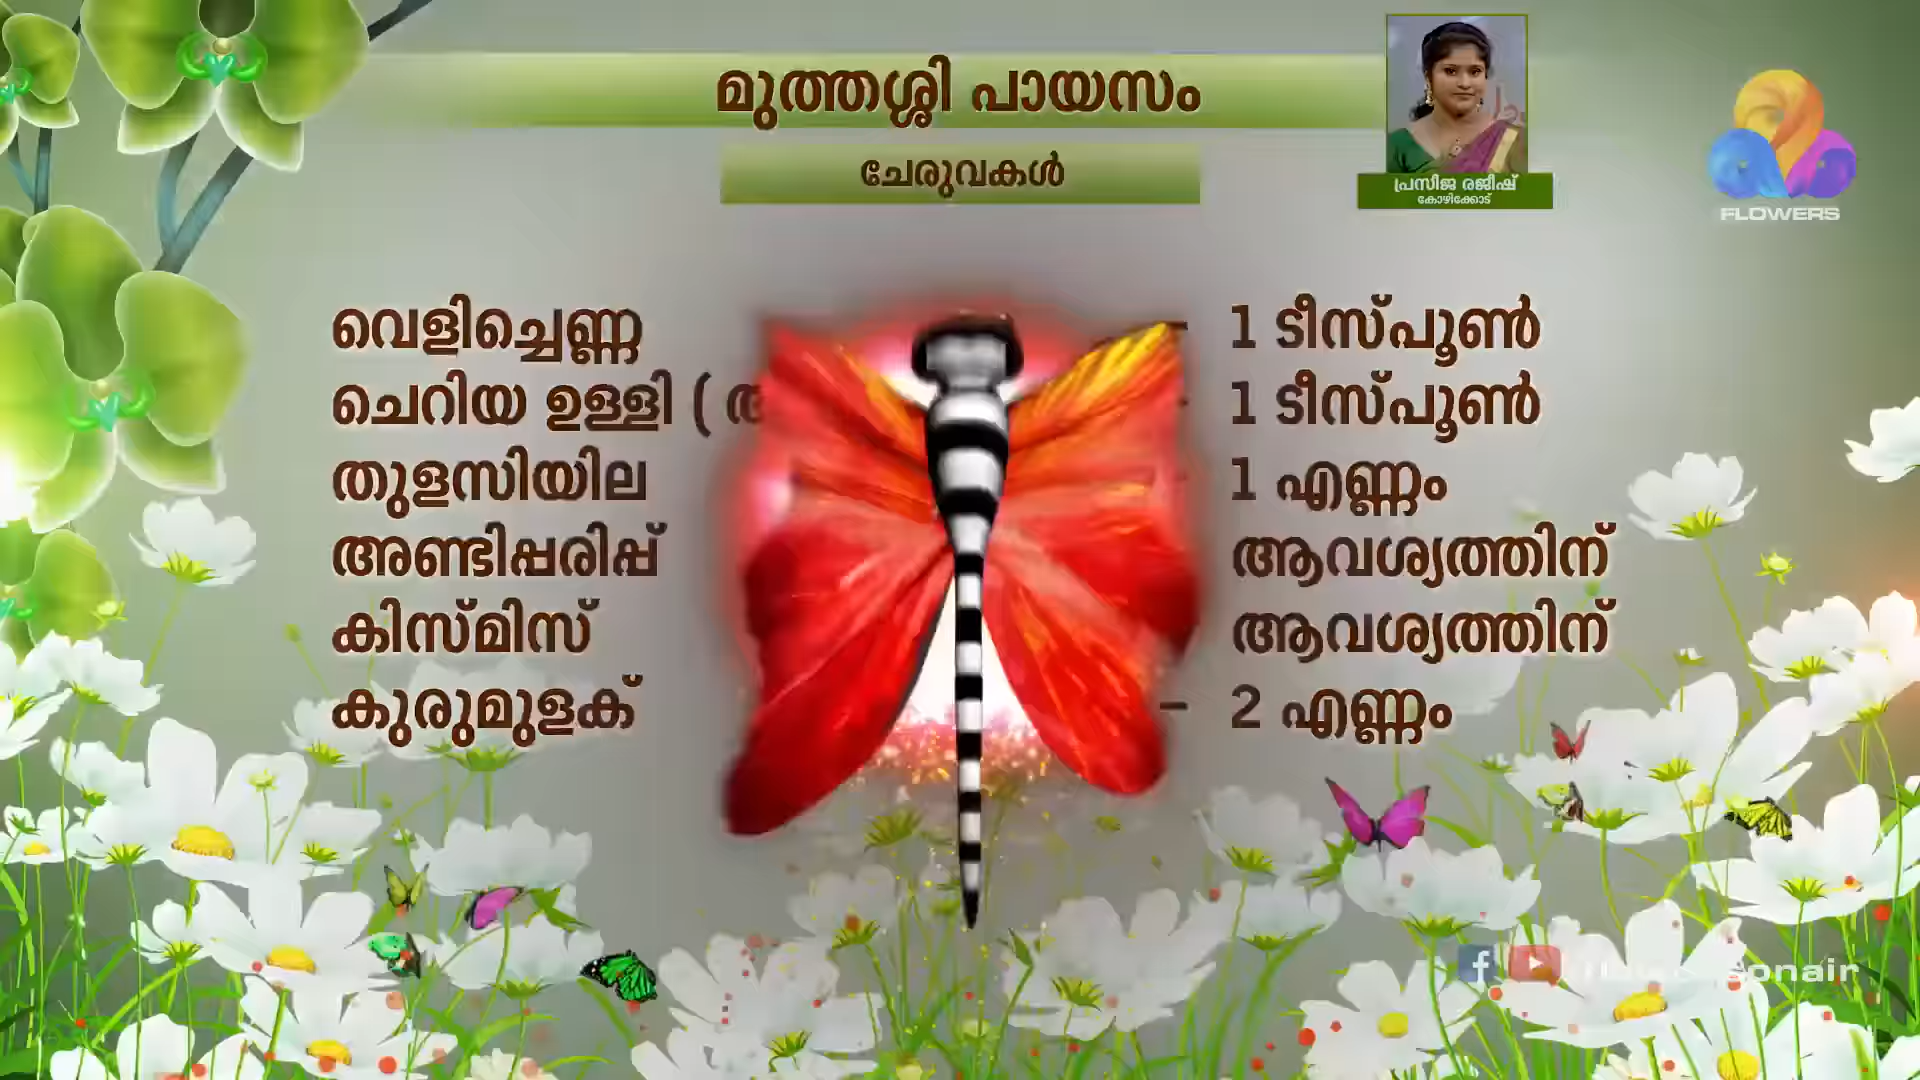 മുത്തശ്ശി പായസം
ചേരുവകൾ
പ്രസീജ രജീഷ്
കോഴിക്കോട്
FLOWERS
വെളിച്ചെണ്ണ - 1 ടീസ്പൂൺ
ചെറിയ ഉള്ളി ( - 1 ടീസ്പൂൺ
തുളസിയില - 1 എണ്ണം
അണ്ടിപ്പരിപ്പ് ആവശ്യത്തിന്
കിസ്മിസ് ആവശ്യത്തിന്
കുരുമുളക് - 2 എണ്ണം